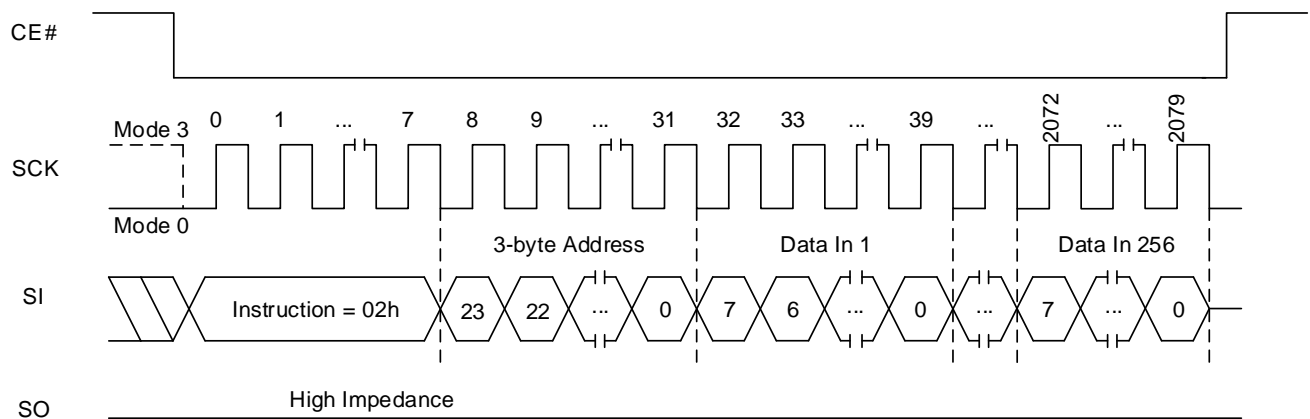 CE#
0 1 ... 7 8 9 ... 31 32 33 ... 39 ... 2072 ... 2079
Mode 3
SCK
Mode 0
3-byte Address Data In 1 Data In 256
SI Instruction = 02h 23 22 ... 0 7 6 ... 0 ... 7 ... 0
High Impedance
SO